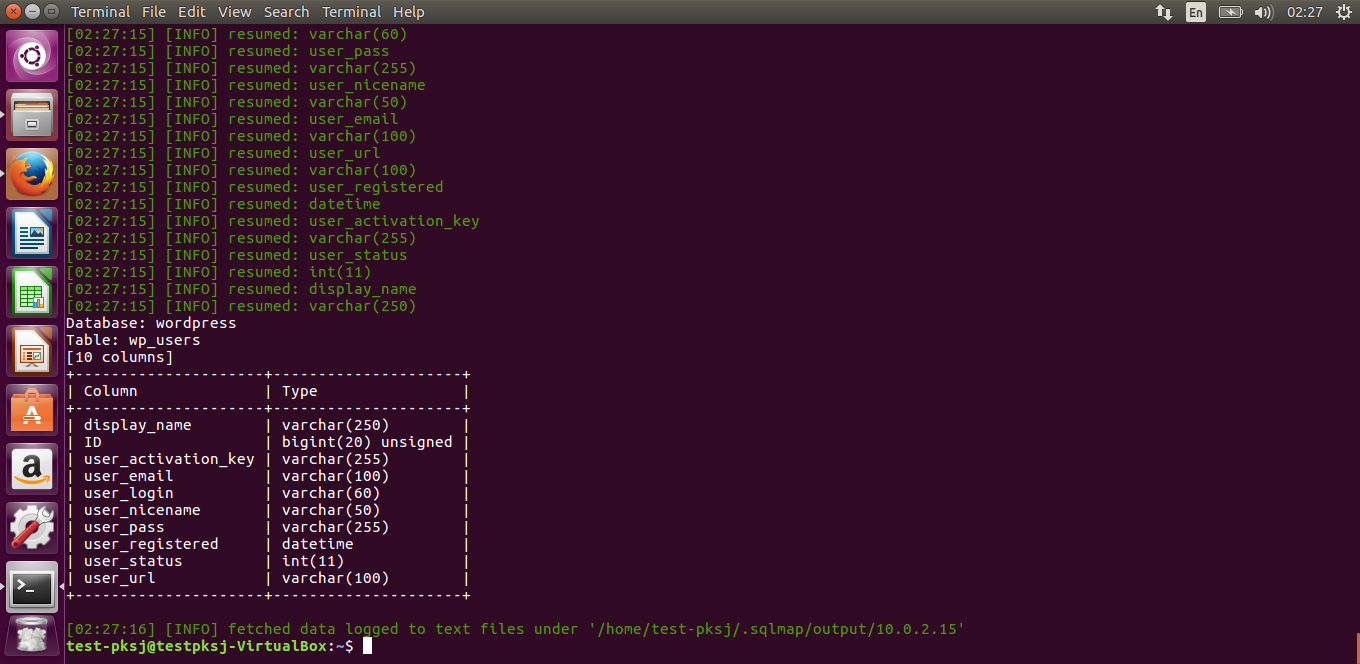 Terminal File Edit View Search Terminal Help En 02:27
[02:27:15] [INFO] resumed: varchar(60)
[02:27:15] [INFO] resumed: user_pass
[02:27:15] [INFO] resumed: varchar(255)
[02:27:15] [INFO] resumed: user_nicename
[02:27:15] [INFO] resumed: varchar(50)
[02:27:15] [INFO] resumed: user_email
[02:27:15] [INFO] resumed: varchar(100)
[02:27:15] [INFO] resumed: user_url
[02:27:15] [INFO] resumed: varchar(100)
[02:27:15] [INFO] resumed: user_registered
[02:27:15] [INFO] resumed: datetime
[02:27:15] [INFO] resumed: user_activation_key
[02:27:15] [INFO] resumed: varchar(255)
[02:27:15] [INFO] resumed: user_status
[02:27:15] [INFO] resumed: int(11)
[02:27:15] [INFO] resumed: display_name
[02:27:15] [INFO] resumed: varchar(250)
Database: wordpress
Table: wp_users
[10 columns]
+----------------------+---------------------+
| Column | Type |
+----------------------+---------------------+
| display_name | varchar(250) |
| ID | bigint(20) unsigned |
| user_activation_key | varchar(255) |
| user_email | varchar(100) |
| user_login | varchar(60) |
| user_nicename | varchar(50) |
| user_pass | varchar(255) |
| user_registered | datetime |
| user_status | int(11) |
| user_url | varchar(100) |
+----------------------+---------------------+
[02:27:16] [INFO] fetched data logged to text files under '/home/test-pksj/.sqlmap/output/10.0.2.15'
test-pksj@testpksj-VirtualBox:~$